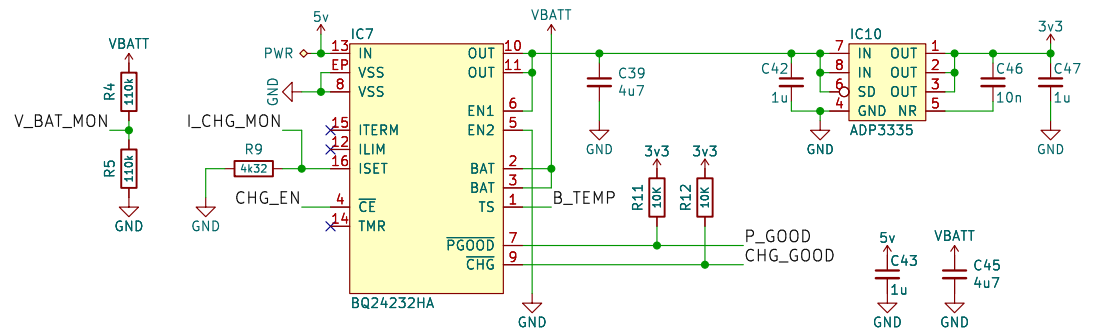 VBATT
R4
110k
V_BAT_MON
R5
110k
GND
5v
PWR
GND
I_CHG_MON
R9
4k32
GND
CHG_EN
IC7
13 IN
EP VSS
8 VSS
15 ITERM
12 ILIM
16 ISET
4 CE
14 TMR
OUT 10
OUT 11
EN1 6
EN2 5
BAT 2
BAT 3
TS 1
PGOOD 7
CHG 9
BQ24232HA
VBATT
B_TEMP
GND
C39
4u7
GND
3v3
R11
10K
3v3
R12
10K
P_GOOD
CHG_GOOD
C42
1u
GND
IC10
7 IN
8 IN
6 SD
4 GND
OUT 1
OUT 2
OUT 3
NR 5
ADP3335
C46
10n
3v3
C47
1u
GND
5v
C43
1u
GND
VBATT
C45
4u7
GND